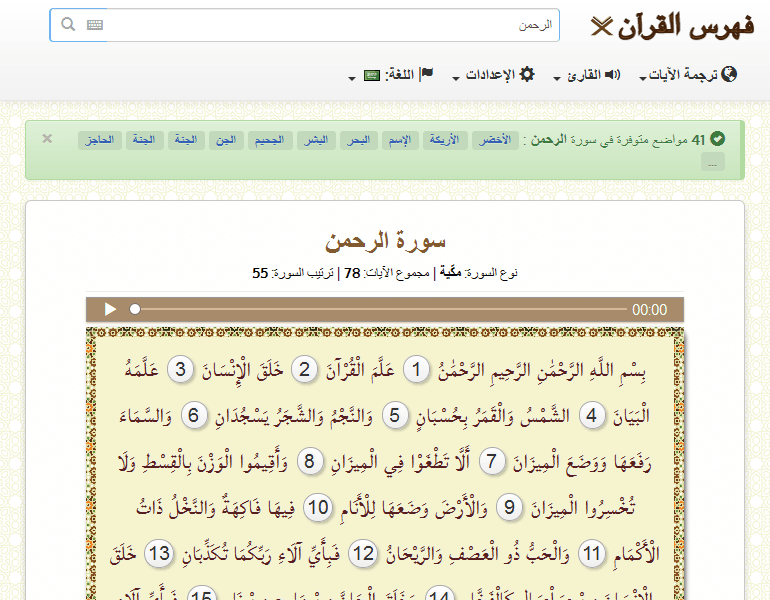 فهرس القرآن
الرحمن
ترجمة الآيات القارئ الإعدادات اللغة:
41 مواضع متوفرة في سورة الرحمن : الأخضر الأريكة الإسم البحر البشر الجحيم الجن الجنة الجنة الحاجز
...
سورة الرحمن
نوع السورة: مكّية | مجموع الآيات: 78 | ترتيب السورة: 55
00:00
بِسْمِ اللَّهِ الرَّحْمَٰنِ الرَّحِيمِ الرَّحْمَٰنُ 1 عَلَّمَ الْقُرْآنَ 2 خَلَقَ الْإِنْسَانَ 3 عَلَّمَهُ
الْبَيَانَ 4 الشَّمْسُ وَالْقَمَرُ بِحُسْبَانٍ 5 وَالنَّجْمُ وَالشَّجَرُ يَسْجُدَانِ 6 وَالسَّمَاءَ
رَفَعَهَا وَوَضَعَ الْمِيزَانَ 7 أَلَّا تَطْغَوْا فِي الْمِيزَانِ 8 وَأَقِيمُوا الْوَزْنَ بِالْقِسْطِ وَلَا
تُخْسِرُوا الْمِيزَانَ 9 وَالْأَرْضَ وَضَعَهَا لِلْأَنَامِ 10 فِيهَا فَاكِهَةٌ وَالنَّخْلُ ذَاتُ
الْأَكْمَامِ 11 وَالْحَبُّ ذُو الْعَصْفِ وَالرَّيْحَانُ 12 فَبِأَيِّ آلَاءِ رَبِّكُمَا تُكَذِّبَانِ 13 خَلَقَ